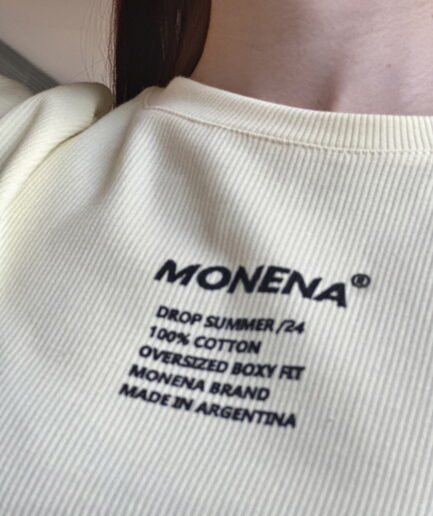 MONENA®
DROP SUMMER /24
100% COTTON
OVERSIZED BOXY FIT
MONENA BRAND
MADE IN ARGENTINA